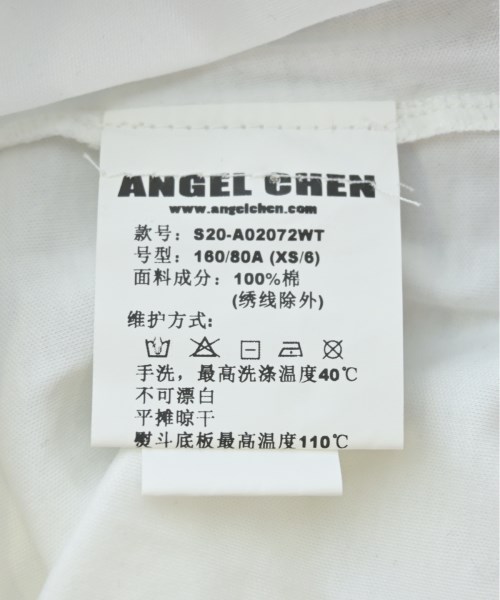 ANGEL CHEN
www.angelchen.com
款号：S20-A02072WT
号型：160/80A (XS/6)
面料成分：100%棉
(绣线除外)
维护方式:
手洗，最高洗涤温度40℃
不可漂白
平摊晾干
熨斗底板最高温度110℃